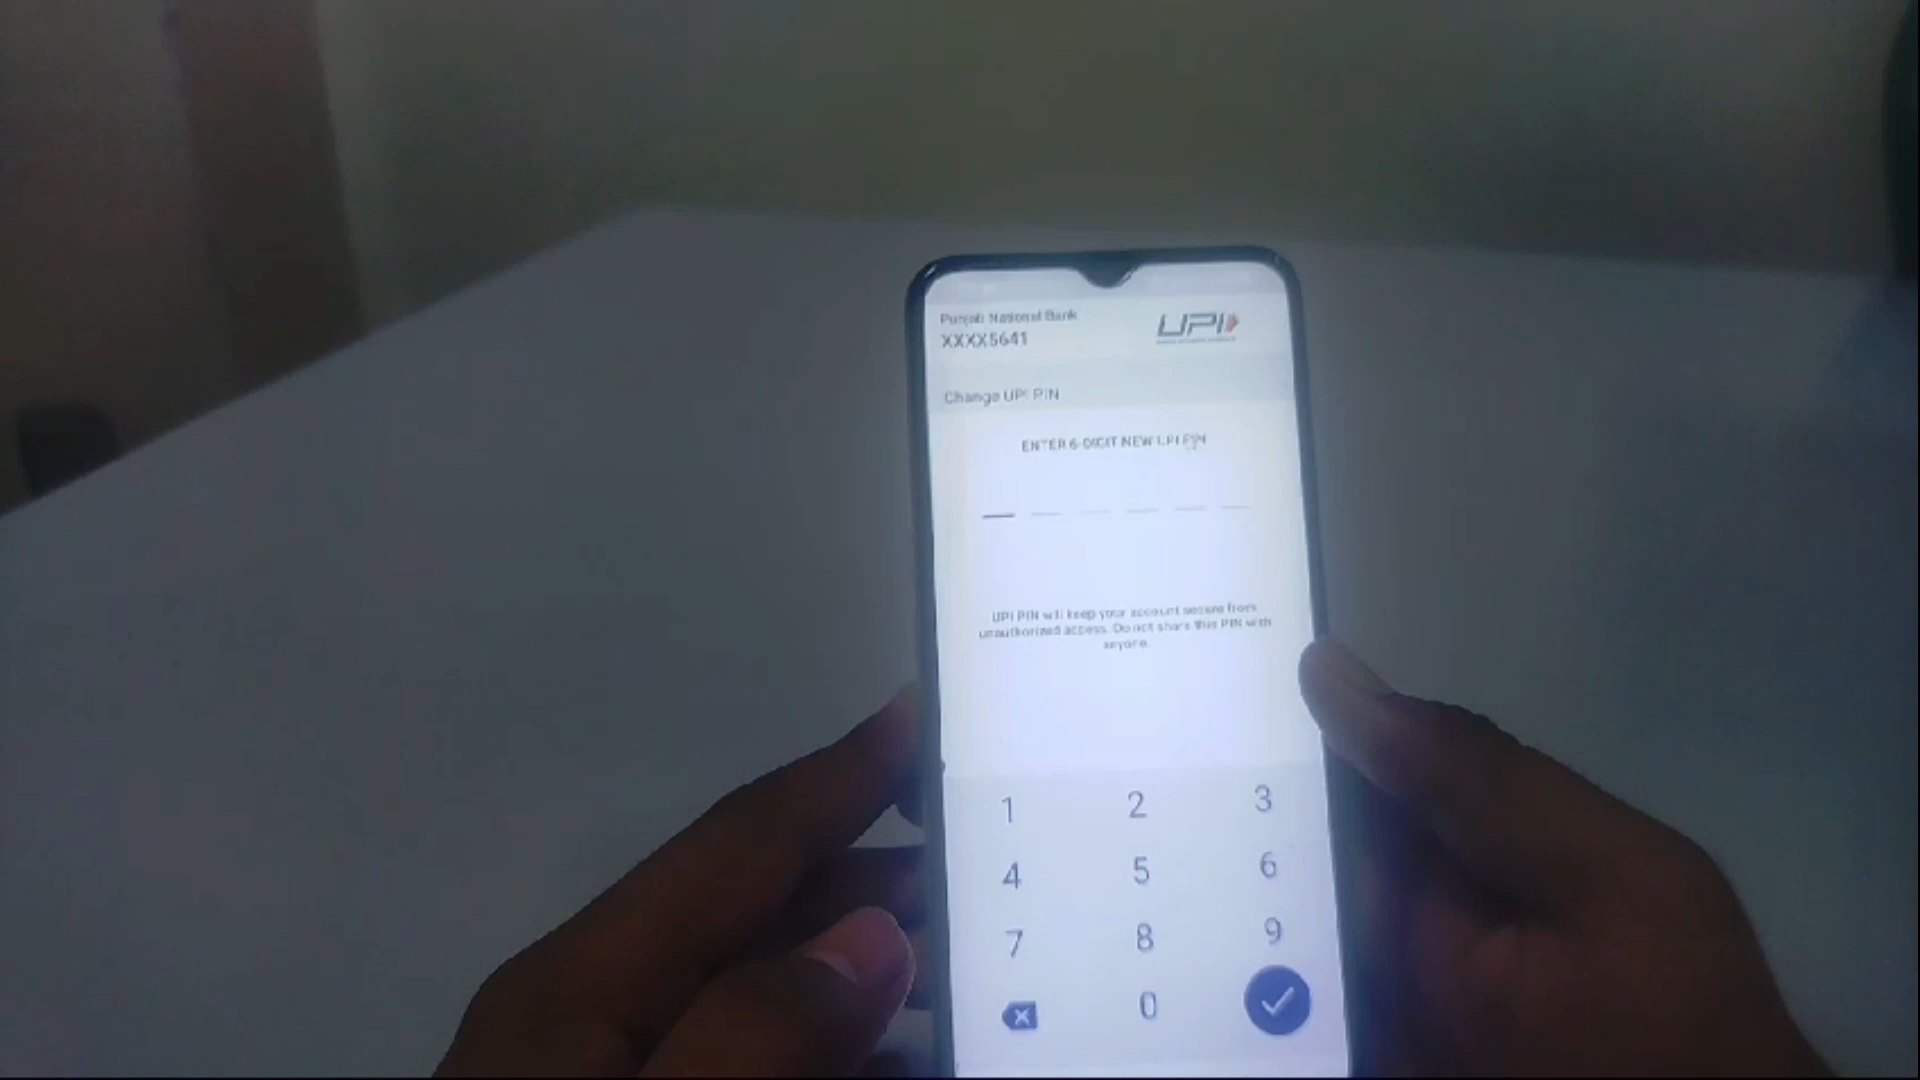 Punjab National Bank
XXXX5641
UPI
Change UPI PIN
ENTER 6-DIGIT NEW UPI PIN
UPI PIN will keep your account secure from
unauthorized access. Do not share this PIN with
anyone.
1 2 3
4 5 6
7 8 9
0